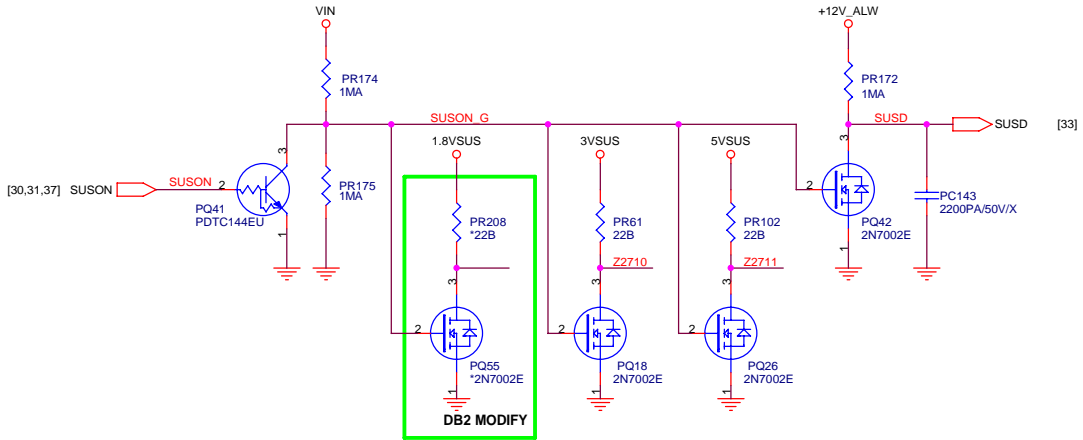 VIN
+12V_ALW
PR174
1MA
PR172
1MA
SUSON_G
SUSD
SUSD
[33]
1.8VSUS
3VSUS
5VSUS
3
3
[30,31,37]
SUSON
SUSON
2
PR175
1MA
2
PQ41
PDTC144EU
PC143
2200PA/50V/X
PQ42
2N7002E
PR208
*22B
PR61
22B
PR102
22B
1
1
Z2710
Z2711
3
3
3
2
2
2
PQ55
*2N7002E
PQ18
2N7002E
PQ26
2N7002E
1
1
1
DB2 MODIFY